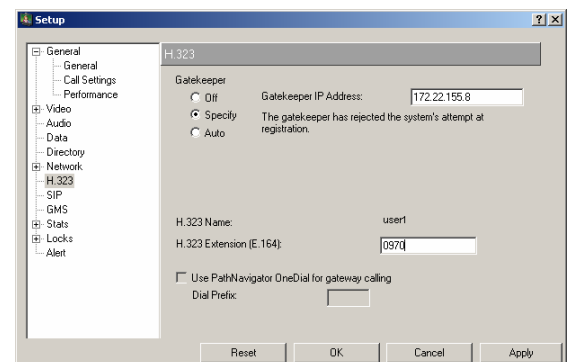 Setup
General
General
Call Settings
Performance
Video
Audio
Data
Directory
Network
H.323
SIP
GMS
Stats
Locks
Alert
H.323
Gatekeeper
Off
Specify
Auto
Gatekeeper IP Address: 172.22.155.8
The gatekeeper has rejected the system's attempt at
registration.
H.323 Name: user1
H.323 Extension (E.164): 0970
Use PathNavigator OneDial for gateway calling
Dial Prefix:
Reset OK Cancel Apply